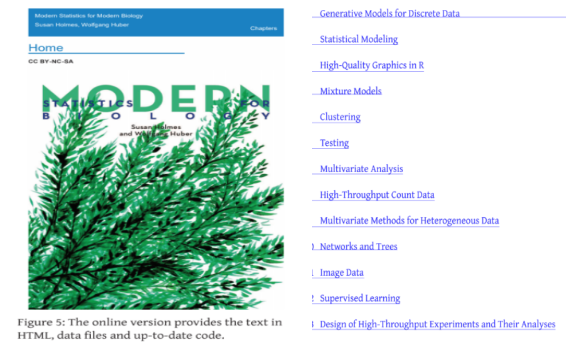 Modern Statistics for Modern Biology
Susan Holmes, Wolfgang Huber
Chapters
Home
CC BY-NC-SA
MODERN
STATISTICS FOR
BIOLOGY
Susan Holmes
and Wolfgang Huber
Figure 5: The online version provides the text in
HTML, data files and up-to-date code.
Generative Models for Discrete Data
Statistical Modeling
High-Quality Graphics in R
Mixture Models
Clustering
Testing
Multivariate Analysis
High-Throughput Count Data
Multivariate Methods for Heterogeneous Data
Networks and Trees
Image Data
Supervised Learning
Design of High-Throughput Experiments and Their Analyses